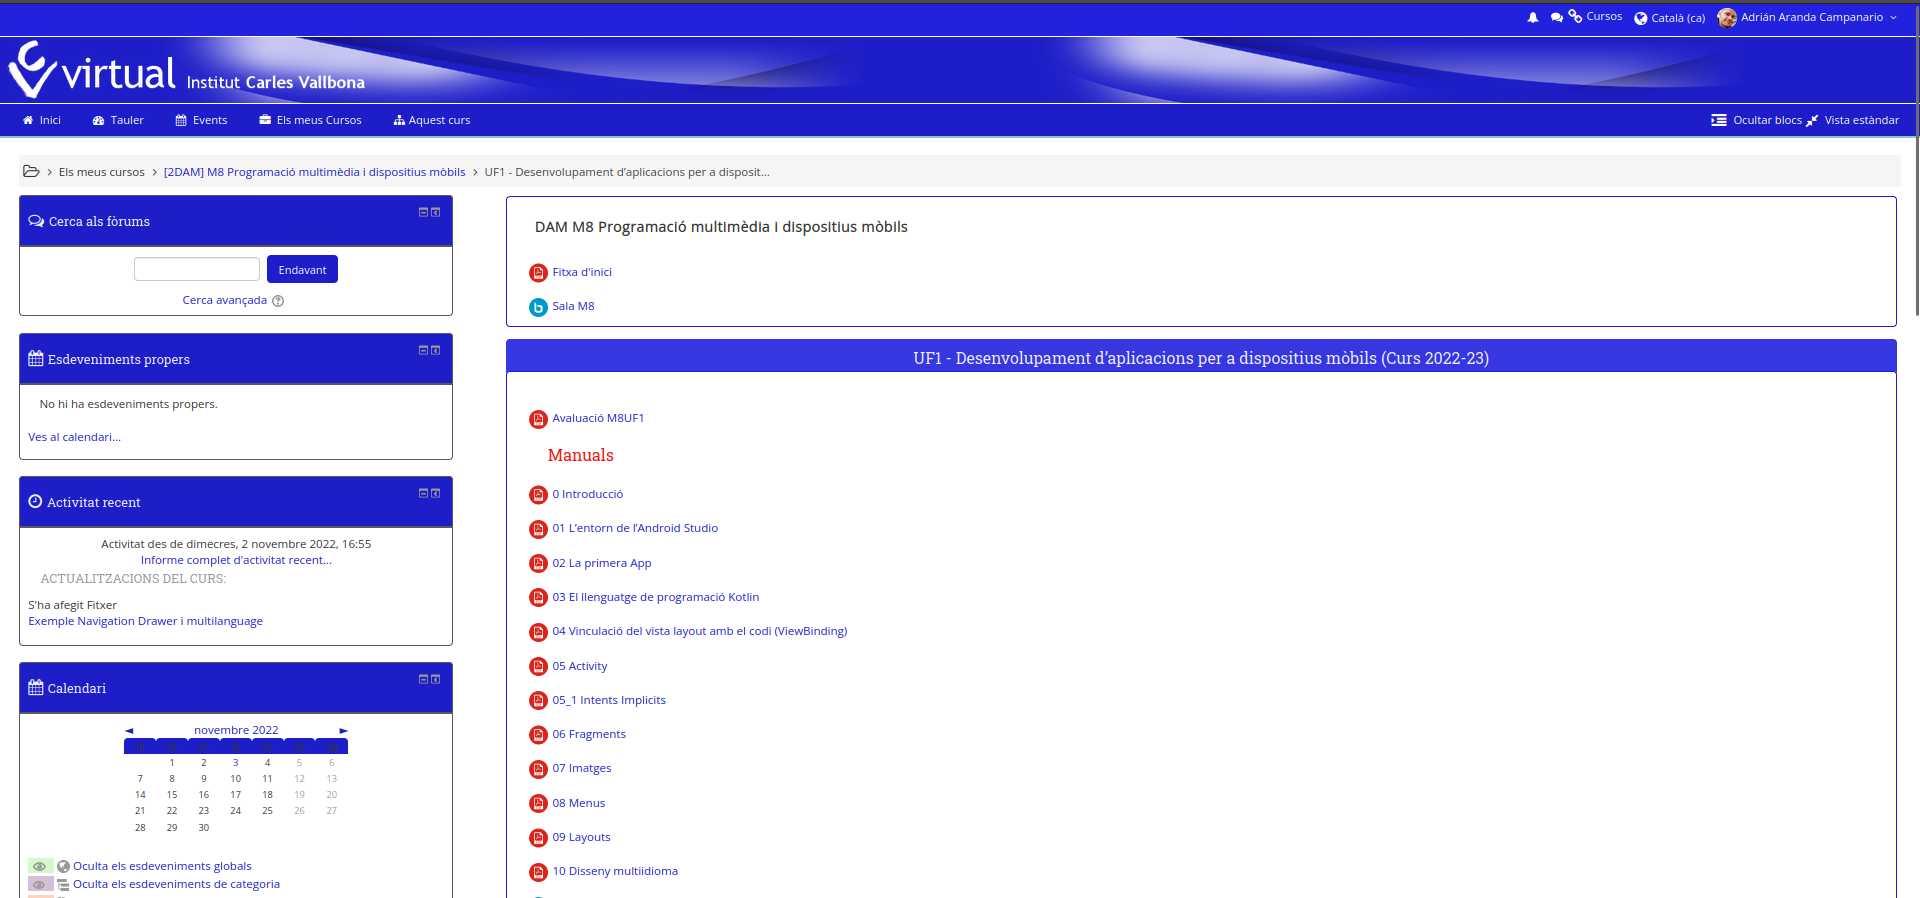 Cursos
Català (ca)
Adrián Aranda Campanario
virtual Institut Carles Vallbona
Inici
Tauler
Events
Els meus Cursos
Aquest curs
Ocultar blocs
Vista estàndar
Els meus cursos
[2DAM] M8 Programació multimèdia i dispositius mòbils
UF1 - Desenvolupament d’aplicacions per a disposit...
Cerca als fòrums
Endavant
Cerca avançada
Esdeveniments propers
No hi ha esdeveniments propers.
Ves al calendari...
Activitat recent
Activitat des de dimecres, 2 novembre 2022, 16:55
Informe complet d'activitat recent...
ACTUALITZACIONS DEL CURS:
S'ha afegit Fitxer
Exemple Navigation Drawer i multilanguage
Calendari
◄ novembre 2022 ►
1 2 3 4 5 6
7 8 9 10 11 12 13
14 15 16 17 18 19 20
21 22 23 24 25 26 27
28 29 30
Oculta els esdeveniments globals
Oculta els esdeveniments de categoria
DAM M8 Programació multimèdia i dispositius mòbils
Fitxa d'inici
Sala M8
UF1 - Desenvolupament d’aplicacions per a dispositius mòbils (Curs 2022-23)
Avaluació M8UF1
Manuals
0 Introducció
01 L’entorn de l’Android Studio
02 La primera App
03 El llenguatge de programació Kotlin
04 Vinculació del vista layout amb el codi (ViewBinding)
05 Activity
05_1 Intents Implicits
06 Fragments
07 Imatges
08 Menus
09 Layouts
10 Disseny multiidioma